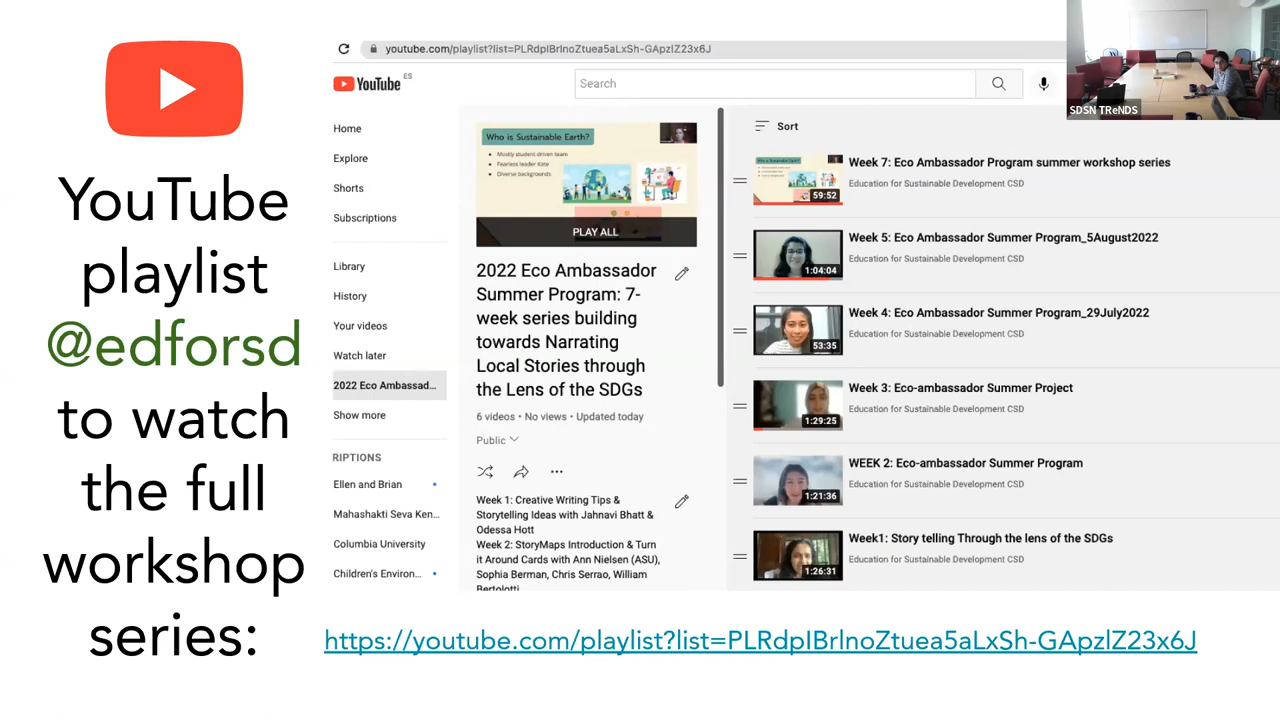 YouTube
playlist
@edforsd
to watch
the full
workshop
series:
youtube.com/playlist?list=PLRdpIBrlnoZtuea5aLxSh-GApzlZ23x6J
YouTube ES
Search
Home
Explore
Shorts
Subscriptions
Library
History
Your videos
Watch later
2022 Eco Ambassad...
Show more
RIPTIONS
Ellen and Brian
Mahashakti Seva Ken...
Columbia University
Children's Environ...
Who is Sustainable Earth?
Mostly student driven team
Fearless leader Kate
Diverse backgrounds
PLAY ALL
2022 Eco Ambassador
Summer Program: 7-
week series building
towards Narrating
Local Stories through
the Lens of the SDGs
6 videos • No views • Updated today
Public
Week 1: Creative Writing Tips &
Storytelling Ideas with Jahnavi Bhatt &
Odessa Hott
Week 2: StoryMaps Introduction & Turn
it Around Cards with Ann Nielsen (ASU),
Sophia Berman, Chris Serrao, William
Bertolotti
Sort
Week 7: Eco Ambassador Program summer workshop series
Education for Sustainable Development CSD
59:52
Week 5: Eco Ambassador Summer Program_5August2022
Education for Sustainable Development CSD
1:04:04
Week 4: Eco Ambassador Summer Program_29July2022
Education for Sustainable Development CSD
53:35
Week 3: Eco-ambassador Summer Project
Education for Sustainable Development CSD
1:29:25
WEEK 2: Eco-ambassador Summer Program
Education for Sustainable Development CSD
1:21:36
Week1: Story telling Through the lens of the SDGs
Education for Sustainable Development CSD
1:26:31
SDSN TReNDS
https://youtube.com/playlist?list=PLRdpIBrlnoZtuea5aLxSh-GApzlZ23x6J